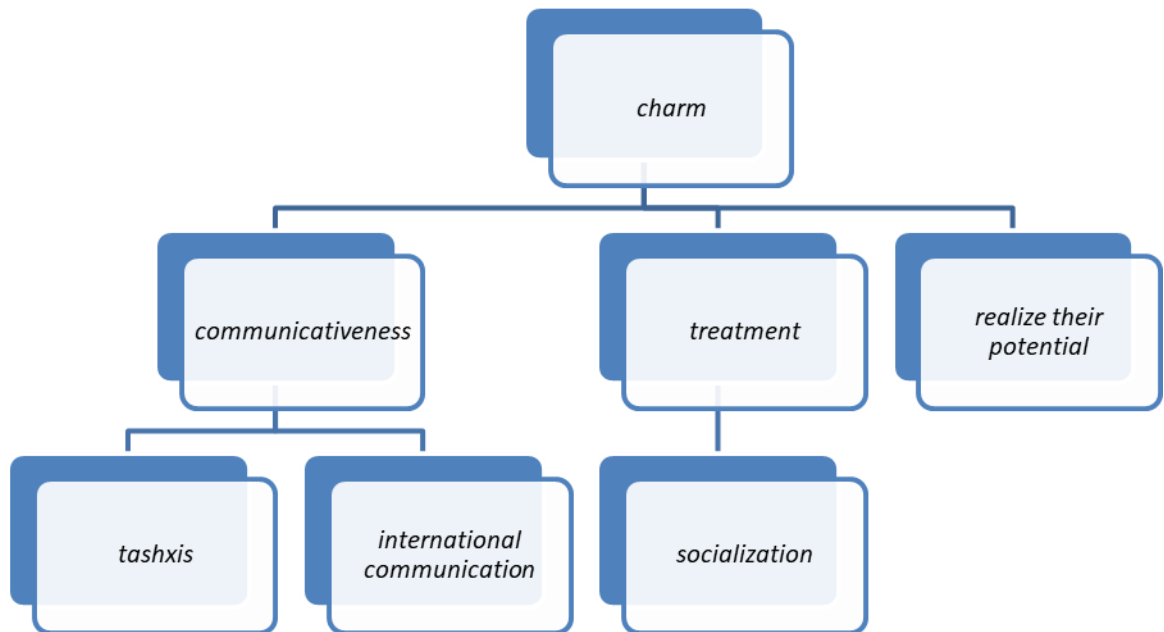 charm
communicativeness
treatment
realize their
potential
tashxis
international
communication
socialization